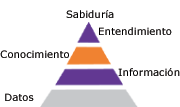 Sabiduría
Entendimiento
Conocimiento
Información
Datos